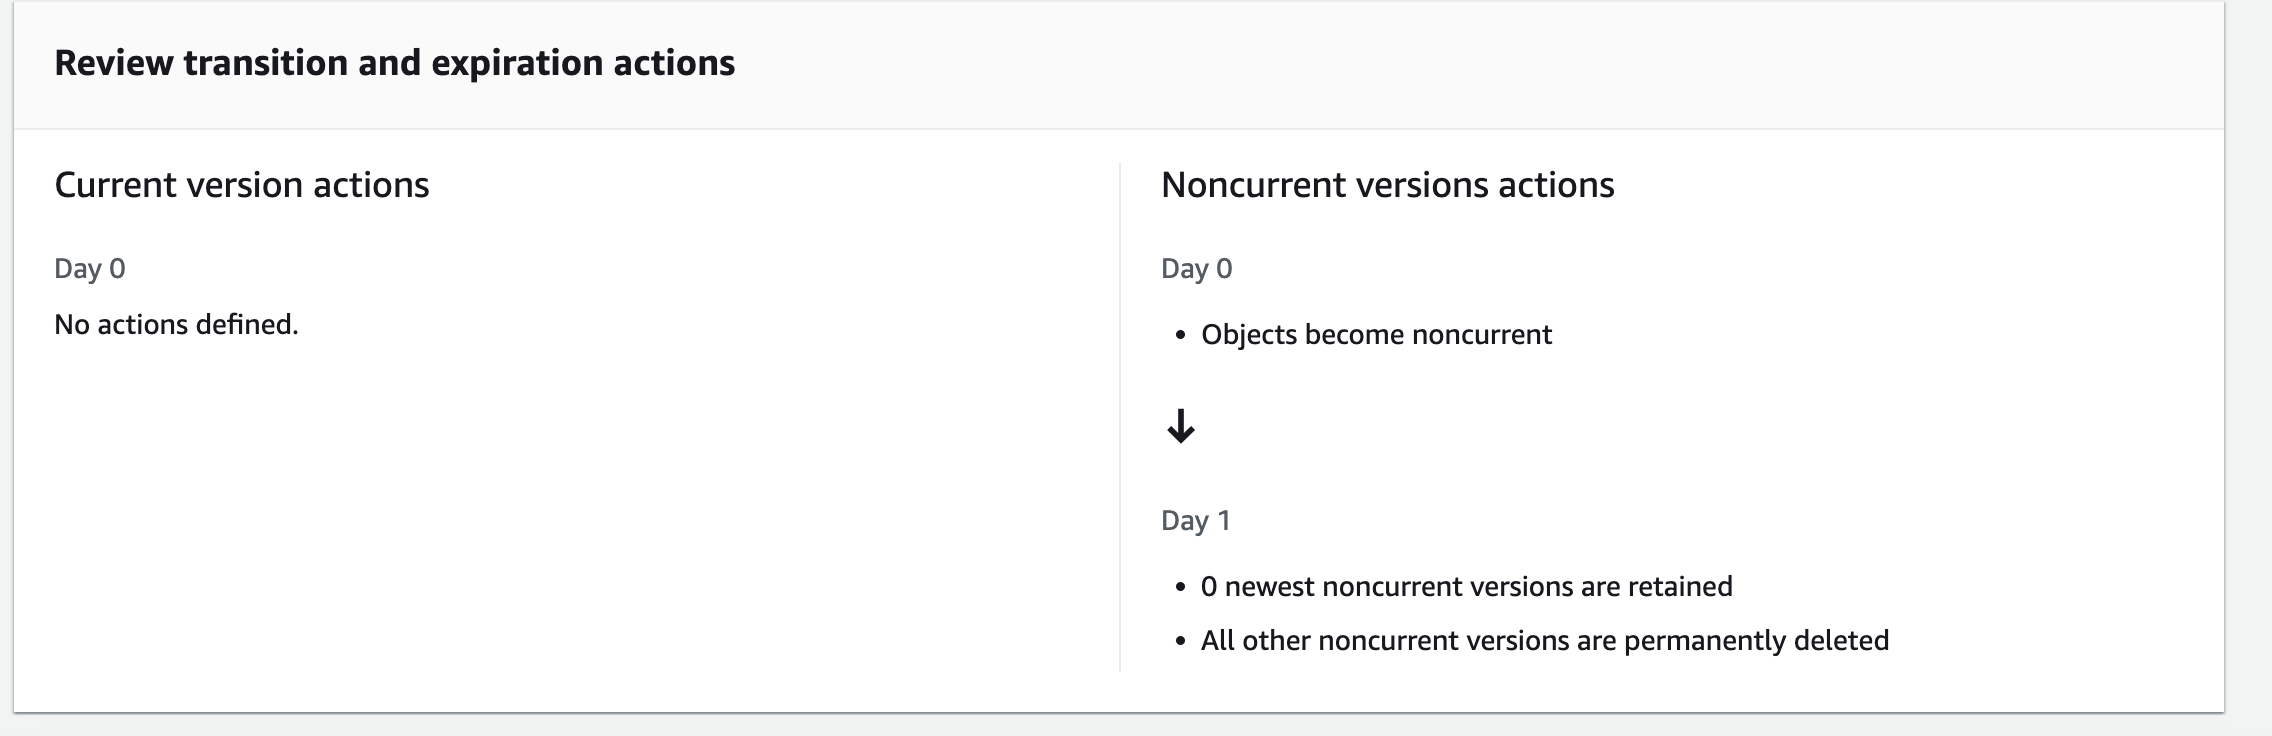 Review transition and expiration actions
Current version actions
Day 0
No actions defined.
Noncurrent versions actions
Day 0
• Objects become noncurrent
↓
Day 1
• 0 newest noncurrent versions are retained
• All other noncurrent versions are permanently deleted